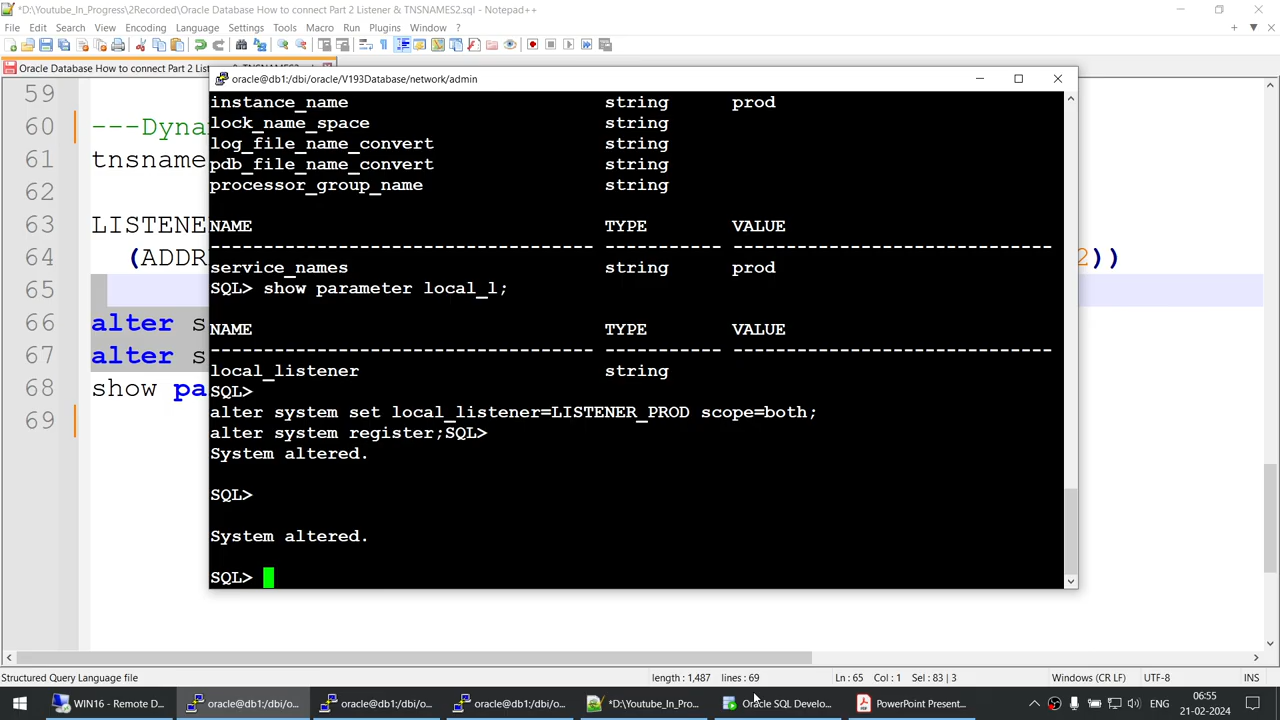 *D:\Youtube_In_Progress\2Recorded\Oracle Database How to connect Part 2 Listener & TNSNAMES2.sql - Notepad++
File Edit Search View Encoding Language Settings Tools Macro Run Plugins Window ?
Oracle Database How to connect Part 2 Lis
oracle@db1:/dbi/oracle/V193Database/network/admin
59
60 ---Dyna
61 tnsname
62
63 LISTENE
64 (ADDR 2))
65
66 alter s
67 alter s
68 show pa
69
instance_name string prod
lock_name_space string
log_file_name_convert string
pdb_file_name_convert string
processor_group_name string
NAME TYPE VALUE
------------------------------------ ----------- ------------------------------
service_names string prod
SQL> show parameter local_l;
NAME TYPE VALUE
------------------------------------ ----------- ------------------------------
local_listener string
SQL>
alter system set local_listener=LISTENER_PROD scope=both;
alter system register;SQL>
System altered.
SQL>
System altered.
SQL>
Structured Query Language file length : 1,487 lines : 69 Ln : 65 Col : 1 Sel : 83 | 3 Windows (CR LF) UTF-8 INS
WIN16 - Remote D... oracle@db1:/dbi/o... oracle@db1:/dbi/o... oracle@db1:/dbi/o... *D:\Youtube_In_Pro... Oracle SQL Develo... PowerPoint Present... ENG 06:55
21-02-2024